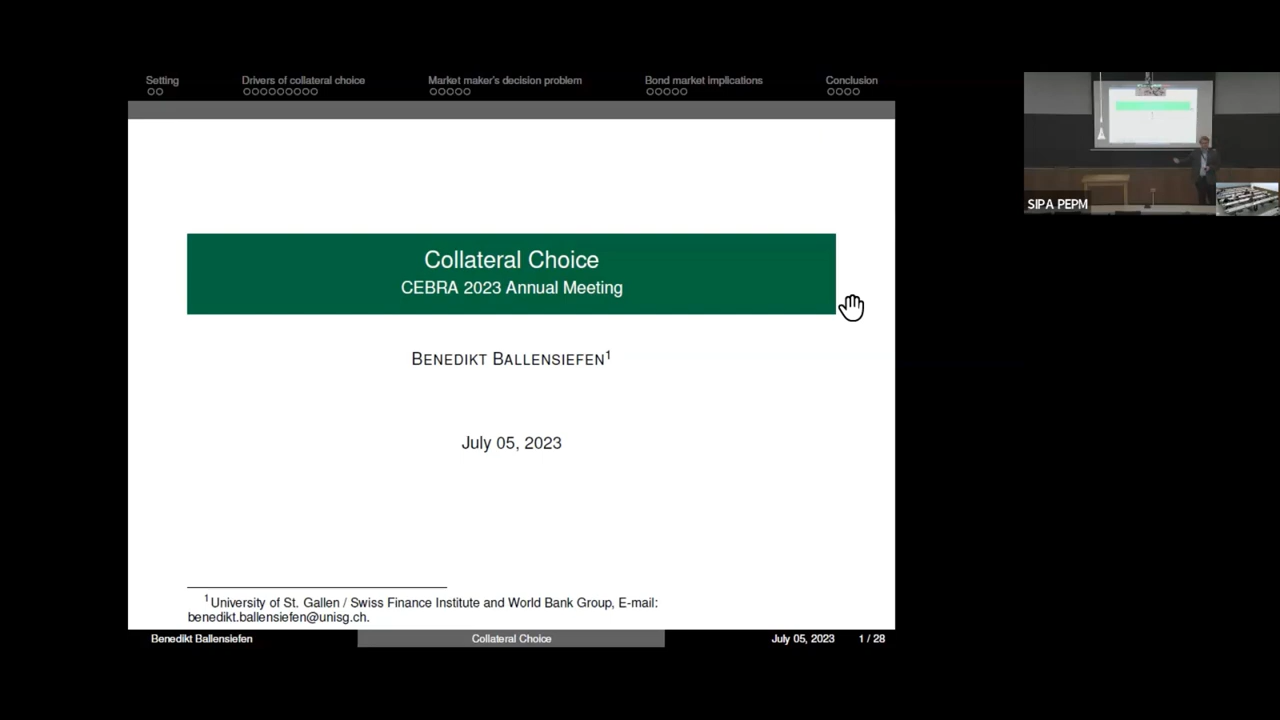 Setting
Drivers of collateral choice
Market maker's decision problem
Bond market implications
Conclusion
Collateral Choice
CEBRA 2023 Annual Meeting
BENEDIKT BALLENSIEFEN1
July 05, 2023
1University of St. Gallen / Swiss Finance Institute and World Bank Group, E-mail:
benedikt.ballensiefen@unisg.ch.
Benedikt Ballensiefen
Collateral Choice
July 05, 2023
1 / 28
SIPA PEPM